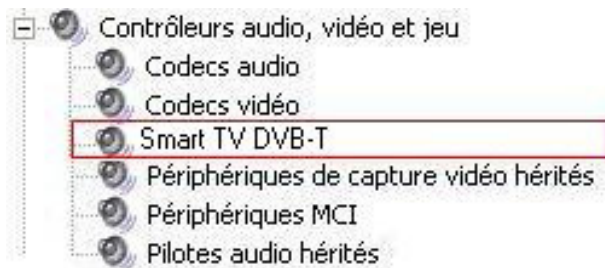 Contrôleurs audio, vidéo et jeu
Codecs audio
Codecs vidéo
Smart TV DVB-T
Périphériques de capture vidéo hérités
Périphériques MCI
Pilotes audio hérités